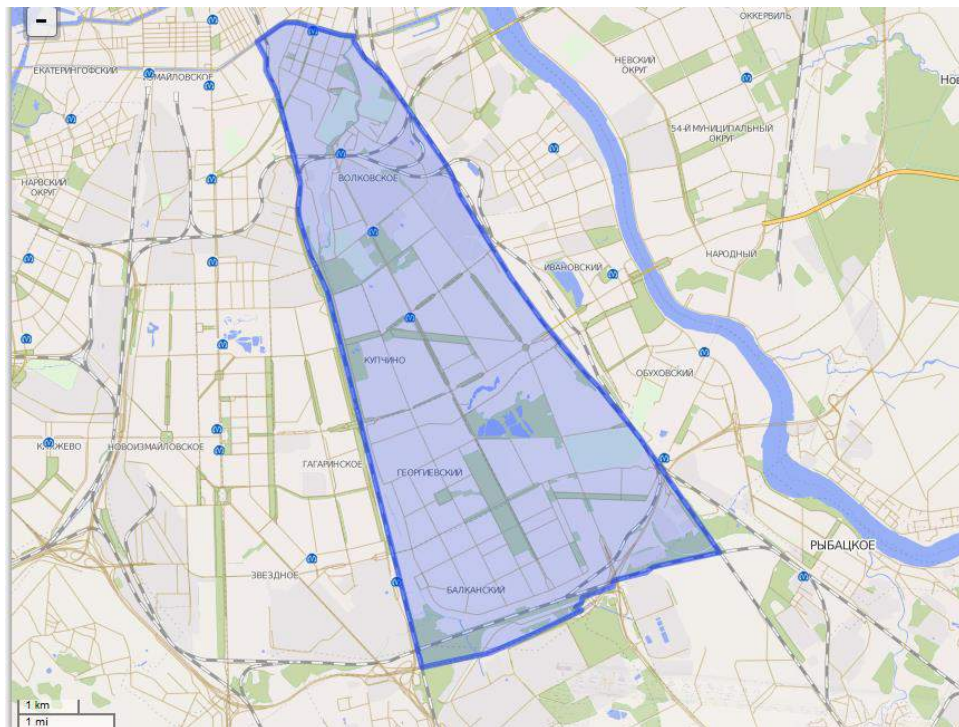 -
ОККЕРВИЛЬ
НЕВСКИЙ
ОКРУГ
ЕКАТЕРИНГОФСКИЙ
МАЙЛОВСКОЕ
Нов
54-Й МУНИЦИПАЛЬНЫЙ
ОКРУГ
НАРВСКИЙ
ОКРУГ
ВОЛКОВСКОЕ
НАРОДНЫЙ
ИВАНОВСКИЙ
КУПЧИНО
ОБУХОВСКИЙ
НОВОИЗМАЙЛОВСКОЕ
ГАГАРИНСКОЕ
ГЕОРГИЕВСКИЙ
РЫБАЦКОЕ
ЗВЕЗДНОЕ
БАЛКАНСКИЙ
1 km
1 mi